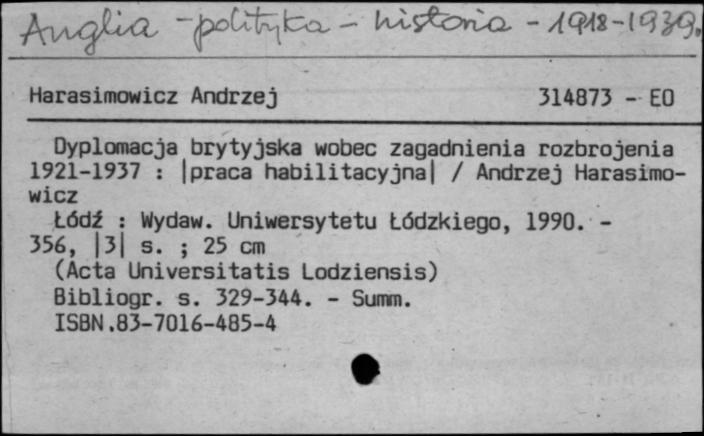 Anglia - polityka - historia - 1918-1939.
Harasimowicz Andrzej 314873 - EO
Dyplomacja brytyjska wobec zagadnienia rozbrojenia
1921-1937 : |praca habilitacyjna| / Andrzej Harasimo-
wicz
Łódź : Wydaw. Uniwersytetu Łódzkiego, 1990. -
356, |3| s. ; 25 cm
(Acta Universitatis Lodziensis)
Bibliogr. s. 329-344. - Summ.
ISBN.83-7016-485-4